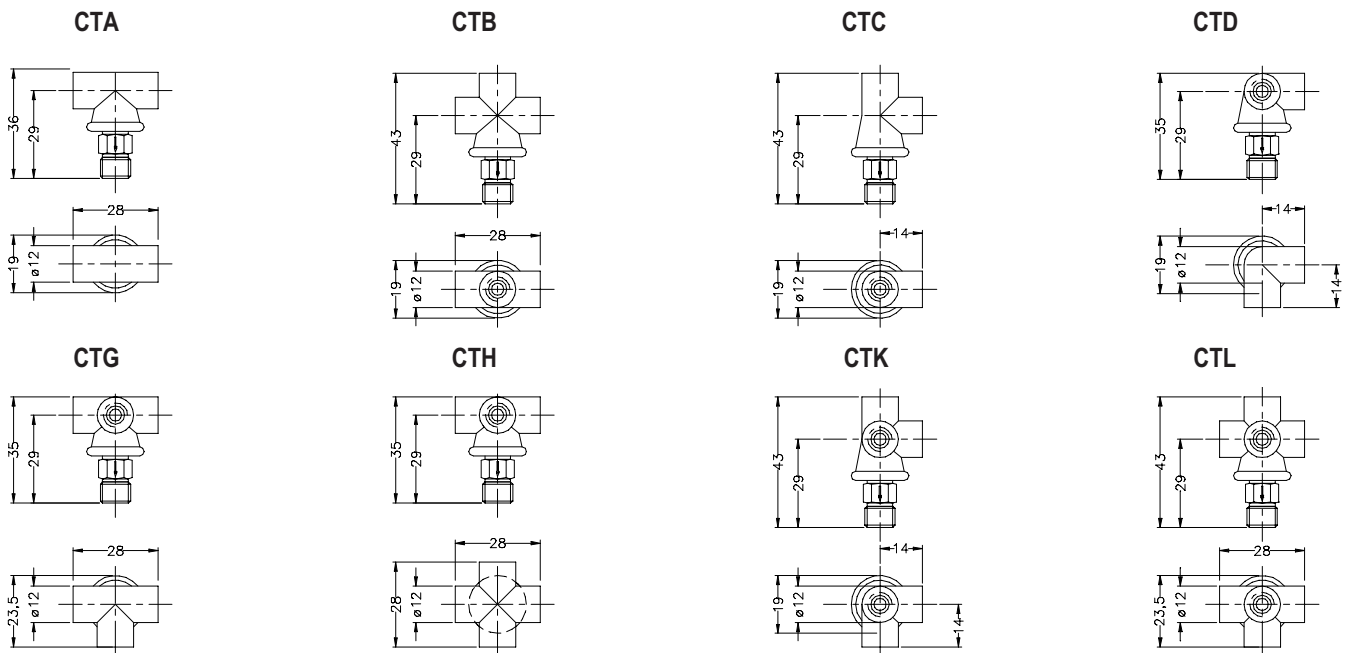 CTA CTB CTC CTD
36 29 43 29 43 29 35 29
28 14
19 ø12 28 14 19 ø12 14
19 ø12 19 ø12
CTG CTH CTK CTL
35 29 35 29 43 29 43 29
28 28 14 28
23,5 ø12 28 ø12 19 ø12 14 23,5 ø12